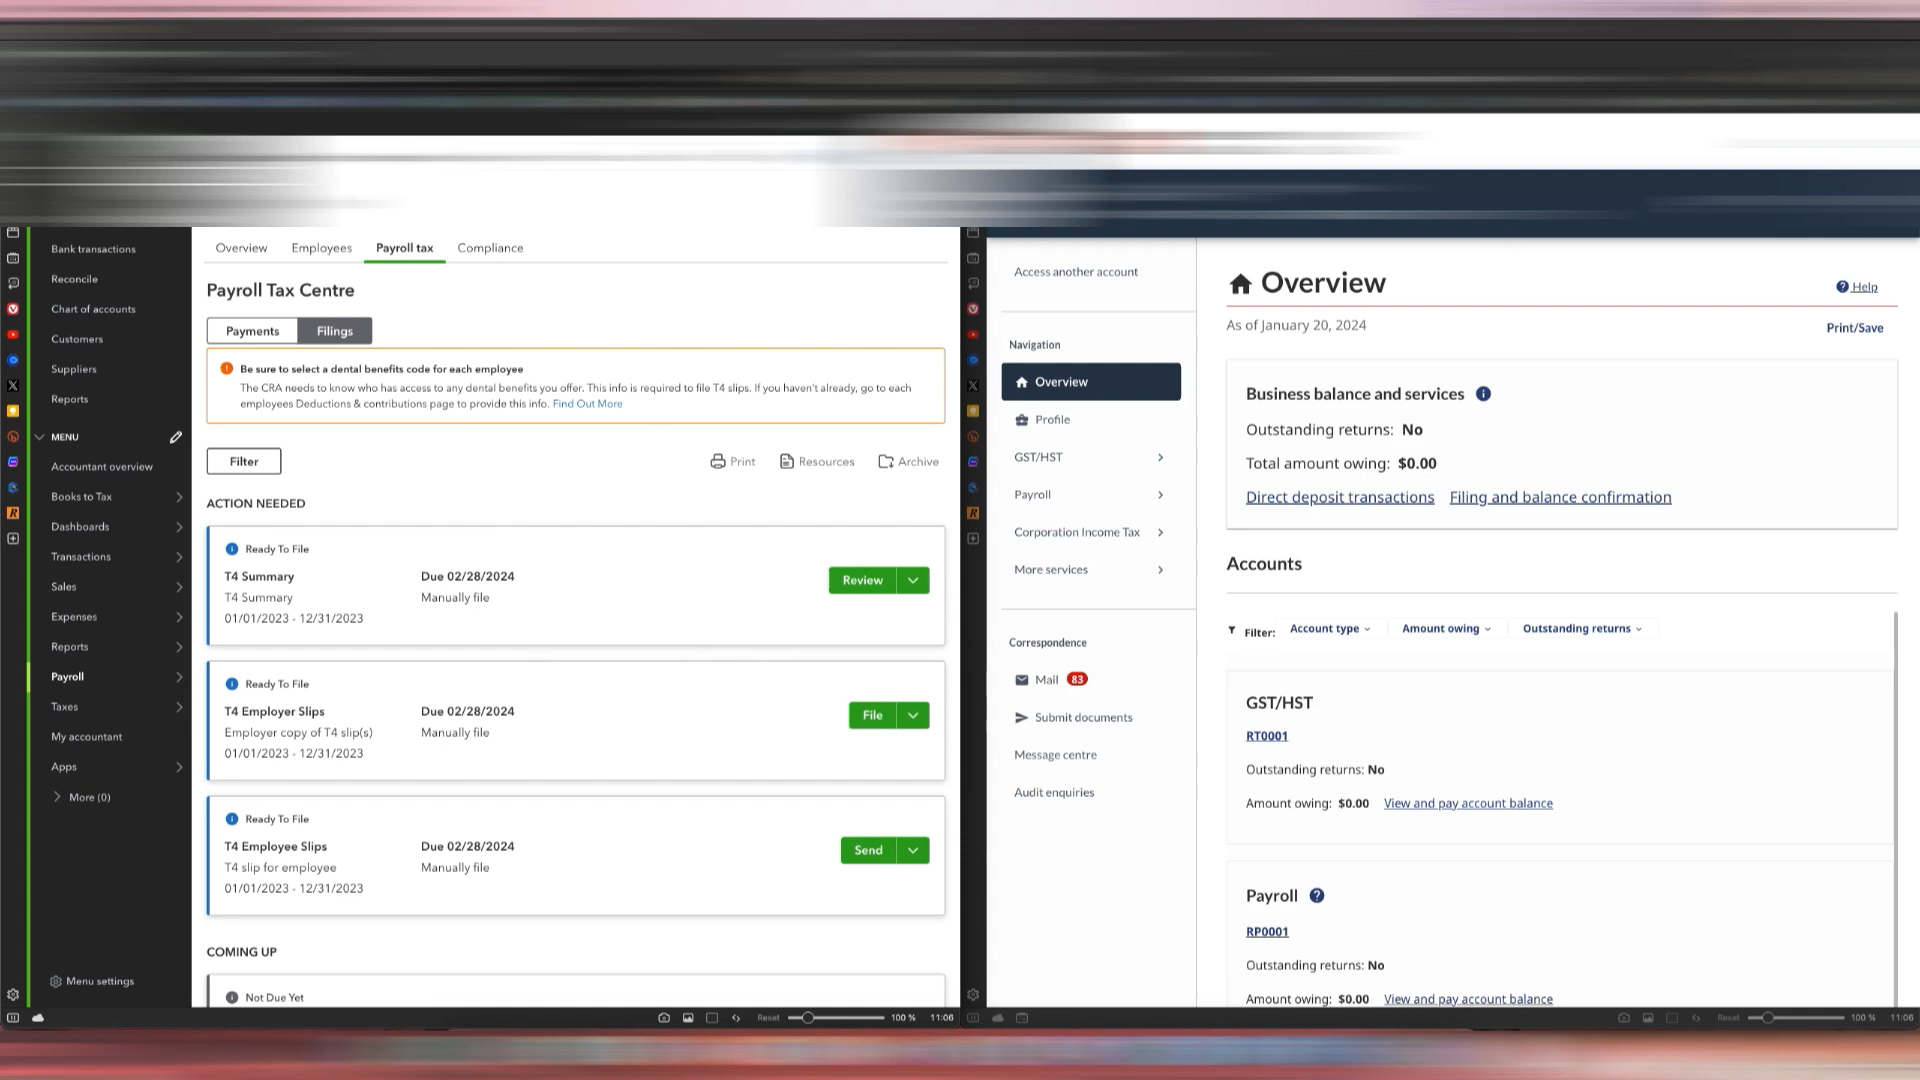 Bank transactions
Reconcile
Chart of accounts
Customers
Suppliers
Reports
MENU
Accountant overview
Books to Tax
Dashboards
Transactions
Sales
Expenses
Reports
Payroll
Taxes
My accountant
Apps
More (0)
Menu settings
Overview Employees Payroll tax Compliance
Payroll Tax Centre
Payments Filings
Be sure to select a dental benefits code for each employee
The CRA needs to know who has access to any dental benefits you offer. This info is required to file T4 slips. If you haven't already, go to each
employees Deductions & contributions page to provide this info. Find Out More
Filter Print Resources Archive
ACTION NEEDED
Ready To File
T4 Summary Due 02/28/2024 Review
T4 Summary Manually file
01/01/2023 - 12/31/2023
Ready To File
T4 Employer Slips Due 02/28/2024 File
Employer copy of T4 slip(s) Manually file
01/01/2023 - 12/31/2023
Ready To File
T4 Employee Slips Due 02/28/2024 Send
T4 slip for employee Manually file
01/01/2023 - 12/31/2023
COMING UP
Not Due Yet
Reset 100 % 11:06
Access another account
Navigation
Overview
Profile
GST/HST
Payroll
Corporation Income Tax
More services
Correspondence
Mail 83
Submit documents
Message centre
Audit enquiries
Overview
Help
As of January 20, 2024
Print/Save
Business balance and services
Outstanding returns: No
Total amount owing: $0.00
Direct deposit transactions Filing and balance confirmation
Accounts
Filter: Account type Amount owing Outstanding returns
GST/HST
RT0001
Outstanding returns: No
Amount owing: $0.00 View and pay account balance
Payroll
RP0001
Outstanding returns: No
Amount owing: $0.00 View and pay account balance
Reset 100 % 11:06